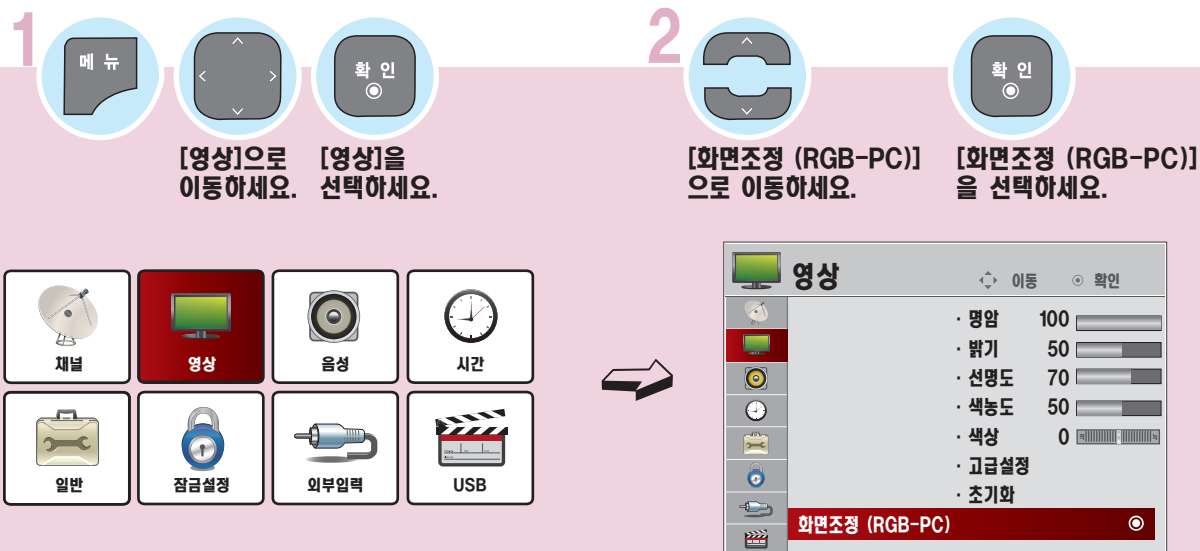 1
메 뉴
확 인
[영상]으로
이동하세요.
[영상]을
선택하세요.
2
확 인
[화면조정 (RGB-PC)]
으로 이동하세요.
[화면조정 (RGB-PC)]
을 선택하세요.
채널
영상
음성
시간
일반
잠금설정
외부입력
USB
영상
이동 확인
· 명암 100
· 밝기 50
· 선명도 70
· 색농도 50
· 색상 0
· 고급설정
· 초기화
화면조정 (RGB-PC)